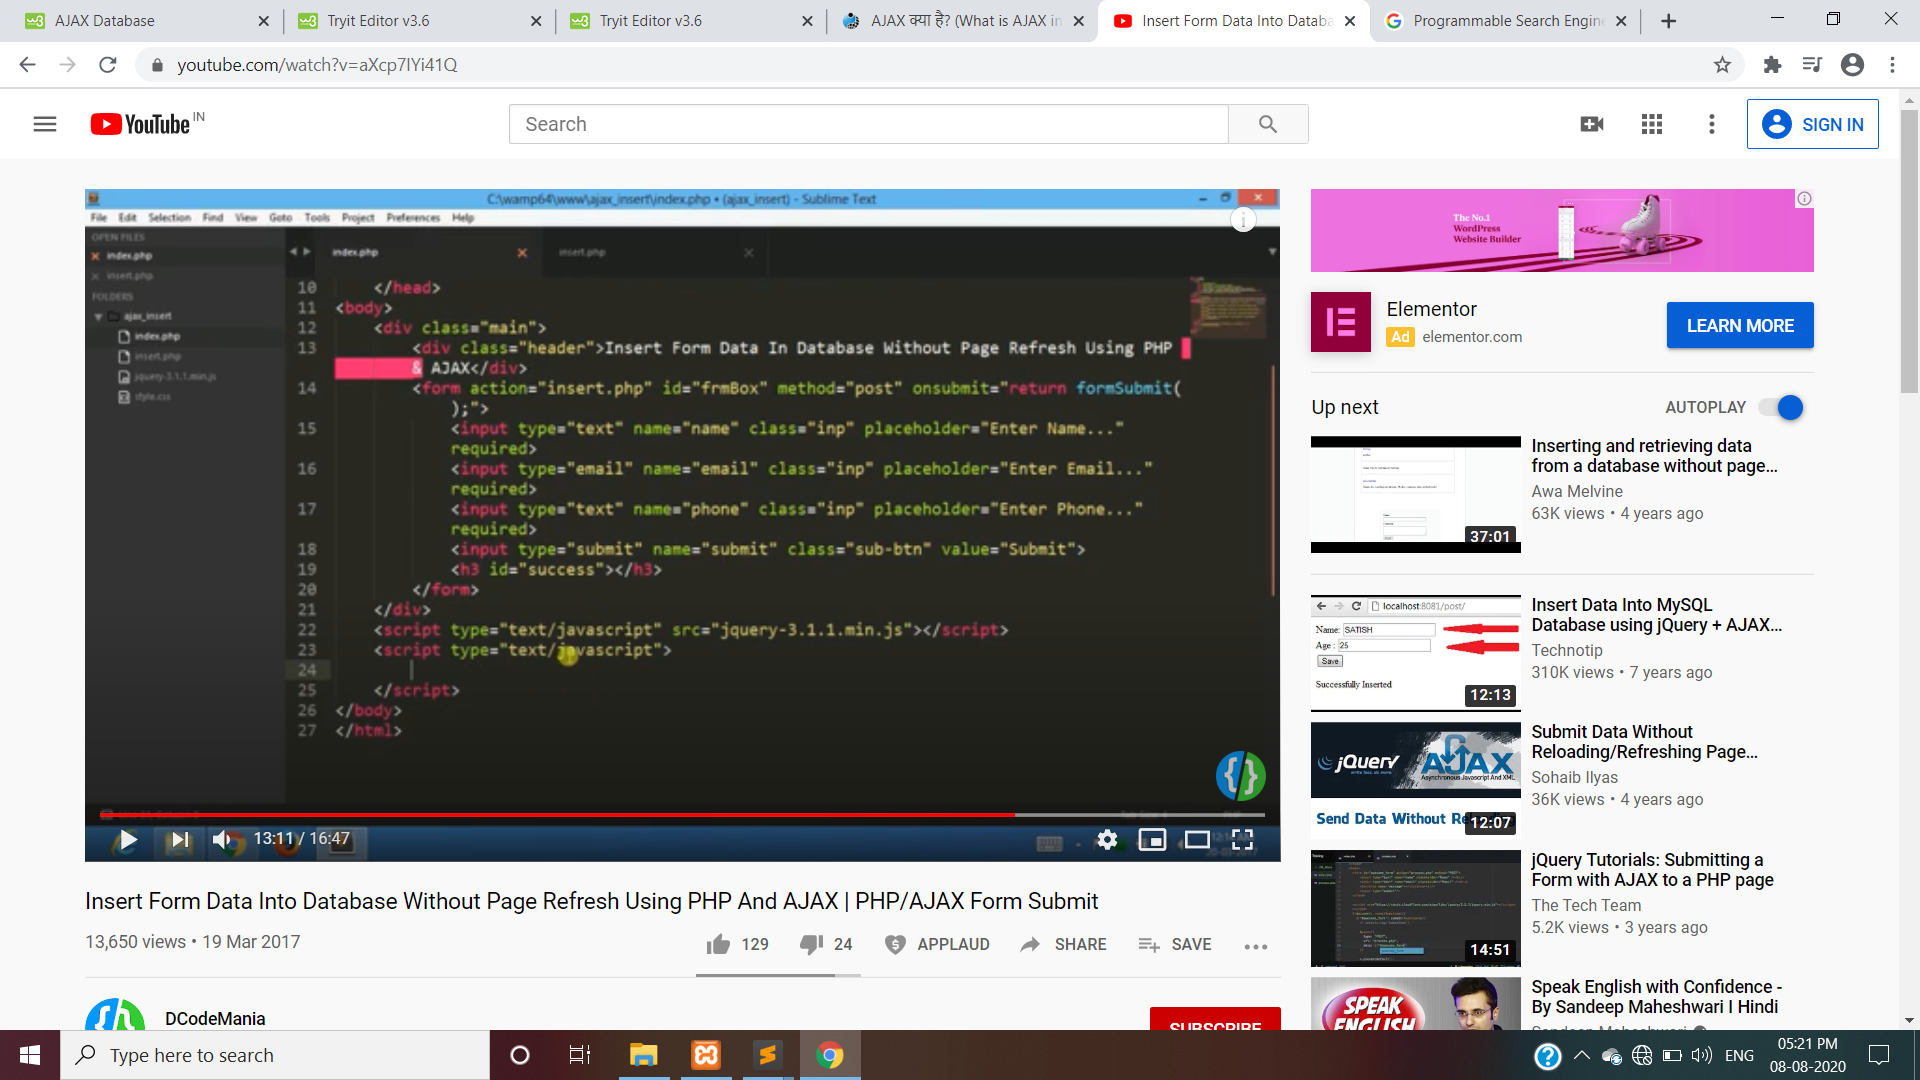 AJAX Database
Tryit Editor v3.6
Tryit Editor v3.6
AJAX क्या है? (What is AJAX in
Insert Form Data Into Databa
Programmable Search Engine
youtube.com/watch?v=aXcp7IYi41Q
YouTube IN
Search
SIGN IN
C:\wamp64\www\ajax_insert\index.php • (ajax_insert) - Sublime Text
File Edit Selection Find View Goto Tools Project Preferences Help
OPEN FILES
index.php
insert.php
FOLDERS
ajax_insert
index.php
insert.php
jquery-3.1.1.min.js
style.css
index.php
insert.php
10 </head>
11 <body>
12 <div class="main">
13 <div class="header">Insert Form Data In Database Without Page Refresh Using PHP
& AJAX</div>
14 <form action="insert.php" id="frmBox" method="post" onsubmit="return formSubmit(
);">
15 <input type="text" name="name" class="inp" placeholder="Enter Name..."
required>
16 <input type="email" name="email" class="inp" placeholder="Enter Email..."
required>
17 <input type="text" name="phone" class="inp" placeholder="Enter Phone..."
required>
18 <input type="submit" name="submit" class="sub-btn" value="Submit">
19 <h3 id="success"></h3>
20 </form>
21 </div>
22 <script type="text/javascript" src="jquery-3.1.1.min.js"></script>
23 <script type="text/javascript">
24
25 </script>
26 </body>
27 </html>
13:11 / 16:47
Insert Form Data Into Database Without Page Refresh Using PHP And AJAX | PHP/AJAX Form Submit
13,650 views • 19 Mar 2017
129
24
APPLAUD
SHARE
SAVE
DCodeMania
SUBSCRIBE
The No.1
WordPress
Website Builder
Elementor
Ad elementor.com
LEARN MORE
Up next
AUTOPLAY
37:01
Inserting and retrieving data
from a database without page...
Awa Melvine
63K views • 4 years ago
localhost:8081/post/
Name: SATISH
Age : 25
Save
Successfully Inserted
12:13
Insert Data Into MySQL
Database using jQuery + AJAX...
Technotip
310K views • 7 years ago
jQuery
write less, do more.
AJAX
Asynchronous Javascript And XML
Send Data Without Re
12:07
Submit Data Without
Reloading/Refreshing Page...
Sohaib Ilyas
36K views • 4 years ago
14:51
jQuery Tutorials: Submitting a
Form with AJAX to a PHP page
The Tech Team
5.2K views • 3 years ago
SPEAK
ENGLISH
Speak English with Confidence -
By Sandeep Maheshwari I Hindi
Sandeep Maheshwari
Type here to search
ENG
05:21 PM
08-08-2020